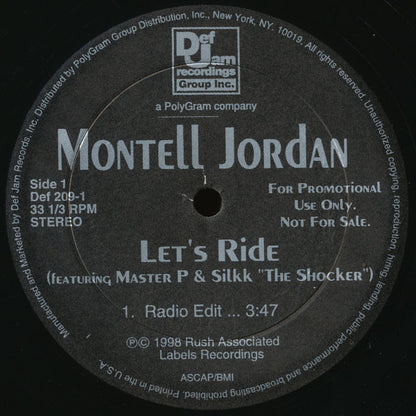 Manufactured and Marketed by Def Jam Records, Inc. Distributed by PolyGram Group Distribution, Inc., New York, NY. 10019. All Rights Reserved. Unauthorized copying, reproduction, hiring, lending, public performance and broadcasting prohibited. Printed in the U.S.A.
Def
Jam
recordings
Group Inc.
a PolyGram company
MONTELL JORDAN
Side 1
Def 209-1
33 1/3 RPM
STEREO
FOR PROMOTIONAL
USE ONLY.
NOT FOR SALE.
LET'S RIDE
(FEATURING MASTER P & SILKK "THE SHOCKER")
1. Radio Edit ... 3:47
℗© 1998 Rush Associated
Labels Recordings
ASCAP/BMI